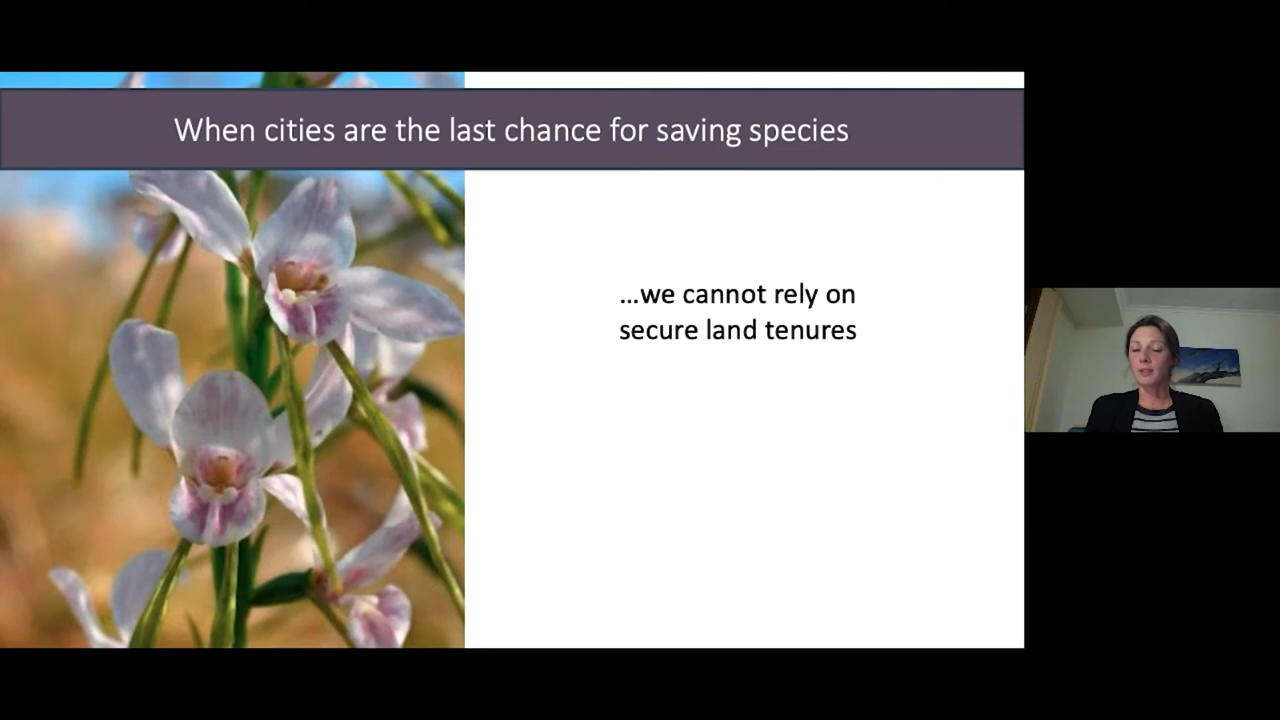 When cities are the last chance for saving species
…we cannot rely on
secure land tenures